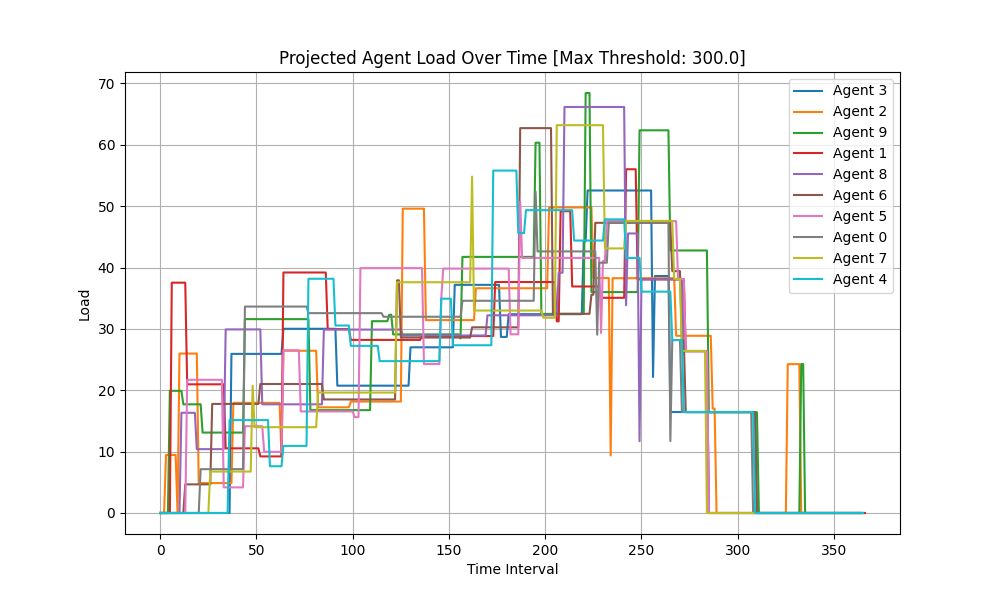 Projected Agent Load Over Time [Max Threshold: 300.0]
Load
70
60
50
40
30
20
10
0
0 50 100 150 200 250 300 350
Time Interval
Agent 3
Agent 2
Agent 9
Agent 1
Agent 8
Agent 6
Agent 5
Agent 0
Agent 7
Agent 4